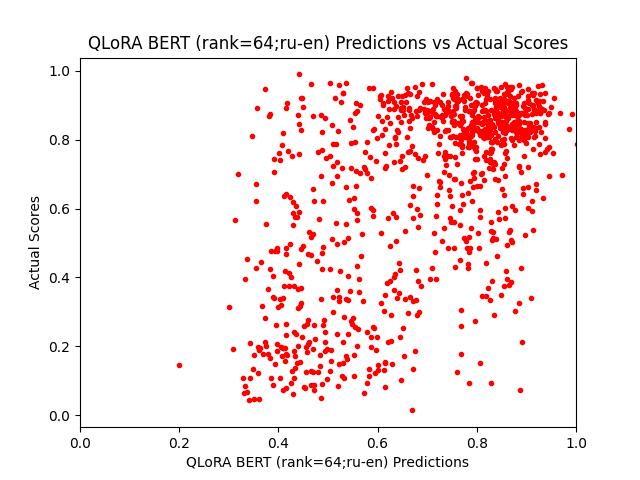 QLoRA BERT (rank=64;ru-en) Predictions vs Actual Scores
1.0
0.8
0.6
0.4
0.2
0.0
Actual Scores
0.0 0.2 0.4 0.6 0.8 1.0
QLoRA BERT (rank=64;ru-en) Predictions